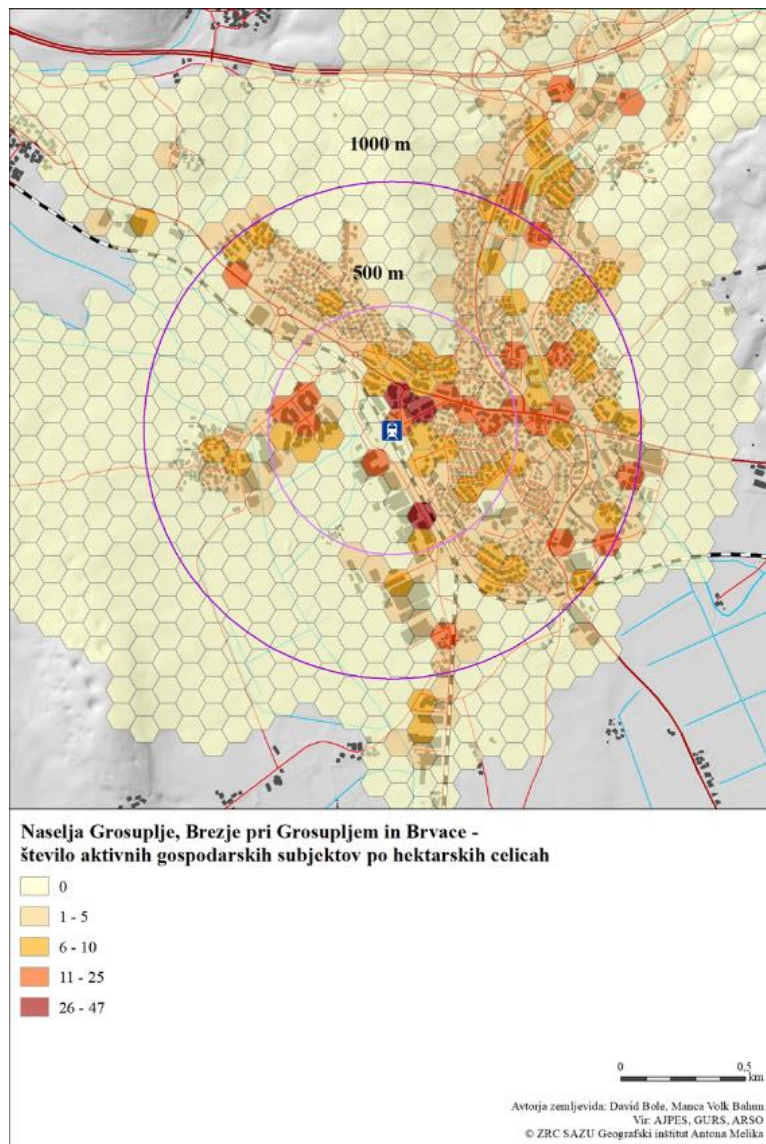 1000 m
500 m
Naselja Grosuplje, Brezje pri Grosupljem in Brvace -
število aktivnih gospodarskih subjektov po hektarskih celicah
0
1 - 5
6 - 10
11 - 25
26 - 47
0 0,5
km
Avtorja zemljevida: David Bole, Manca Volk Bahun
Vir: AJPES, GURS, ARSO
© ZRC SAZU Geografski inštitut Antona Melika